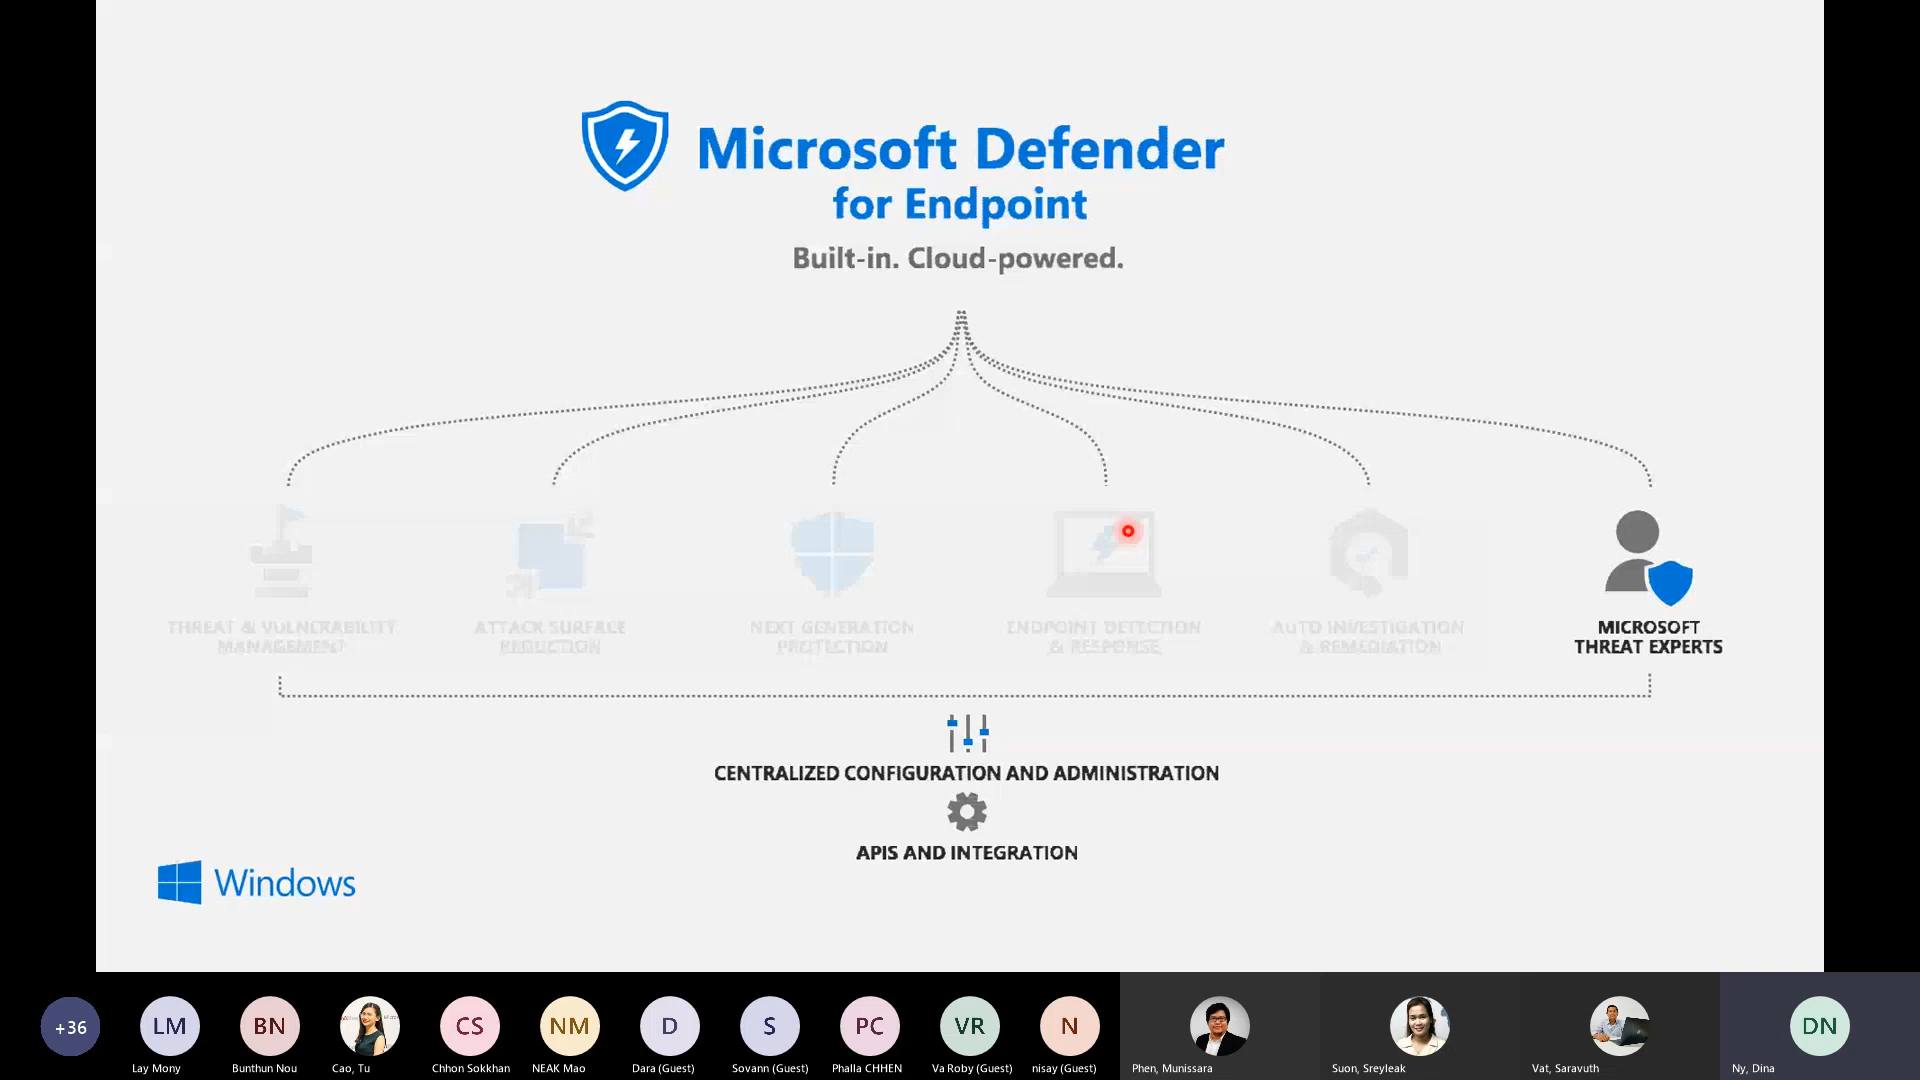 Microsoft Defender
for Endpoint
Built-in. Cloud-powered.
THREAT & VULNERABILITY
MANAGEMENT
ATTACK SURFACE
REDUCTION
NEXT GENERATION
PROTECTION
ENDPOINT DETECTION
& RESPONSE
AUTO INVESTIGATION
& REMEDIATION
MICROSOFT
THREAT EXPERTS
CENTRALIZED CONFIGURATION AND ADMINISTRATION
APIS AND INTEGRATION
Windows
+36
LM
BN
CS
NM
D
S
PC
VR
N
DN
Lay Mony
Bunthun Nou
Cao, Tu
Chhon Sokkhan
NEAK Mao
Dara (Guest)
Sovann (Guest)
Phalla CHHEN
Va Roby (Guest)
nisay (Guest)
Phen, Munissara
Suon, Sreyleak
Vat, Saravuth
Ny, Dina